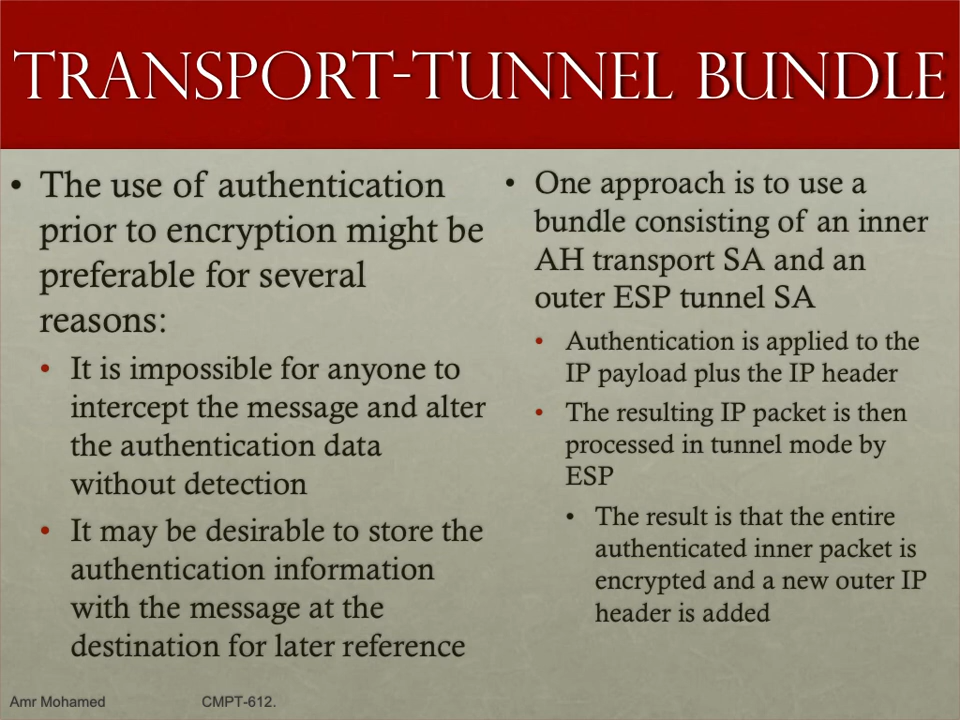 TRANSPORT-TUNNEL BUNDLE
• The use of authentication
prior to encryption might be
preferable for several
reasons:
• It is impossible for anyone to
intercept the message and alter
the authentication data
without detection
• It may be desirable to store the
authentication information
with the message at the
destination for later reference
• One approach is to use a
bundle consisting of an inner
AH transport SA and an
outer ESP tunnel SA
• Authentication is applied to the
IP payload plus the IP header
• The resulting IP packet is then
processed in tunnel mode by
ESP
• The result is that the entire
authenticated inner packet is
encrypted and a new outer IP
header is added
Amr Mohamed CMPT-612.